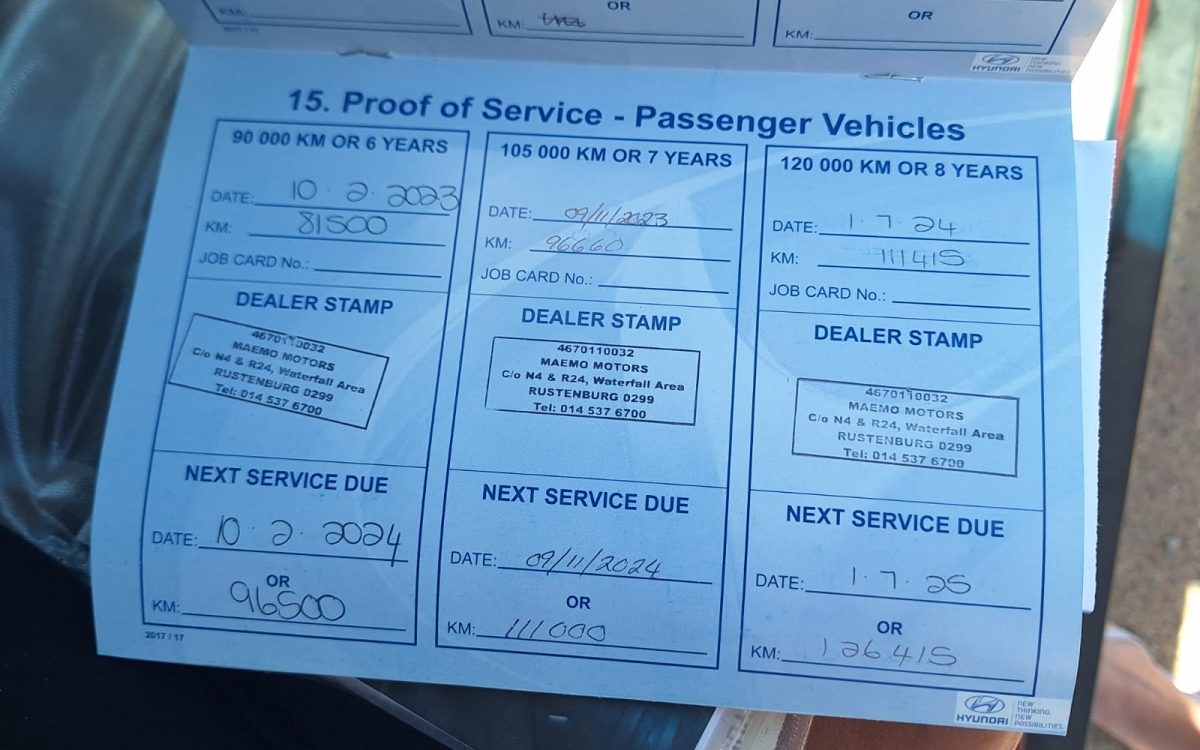 KM:
OR
KM:
OR
KM:
HYUNDAI
NEW THINKING.
NEW POSSIBILITIES.
15. Proof of Service - Passenger Vehicles
90 000 KM OR 6 YEARS
DATE: 10 · 2 · 2023
KM: 81500
JOB CARD No.:
DEALER STAMP
4670110032
MAEMO MOTORS
C/o N4 & R24, Waterfall Area
RUSTENBURG 0299
Tel: 014 537 6700
NEXT SERVICE DUE
DATE: 10 · 2 · 2024
OR
KM: 96500
2017 / 17
105 000 KM OR 7 YEARS
DATE: 09/11/2023
KM: 96660
JOB CARD No.:
DEALER STAMP
4670110032
MAEMO MOTORS
C/o N4 & R24, Waterfall Area
RUSTENBURG 0299
Tel: 014 537 6700
NEXT SERVICE DUE
DATE: 09/11/2024
OR
KM: 111000
120 000 KM OR 8 YEARS
DATE: 1 · 7 · 24
KM: 111415
JOB CARD No.:
DEALER STAMP
4670110032
MAEMO MOTORS
C/o N4 & R24, Waterfall Area
RUSTENBURG 0299
Tel: 014 537 6700
NEXT SERVICE DUE
DATE: 1 · 7 · 25
OR
KM: 126415
HYUNDAI
NEW
THINKING.
NEW
POSSIBILITIES.